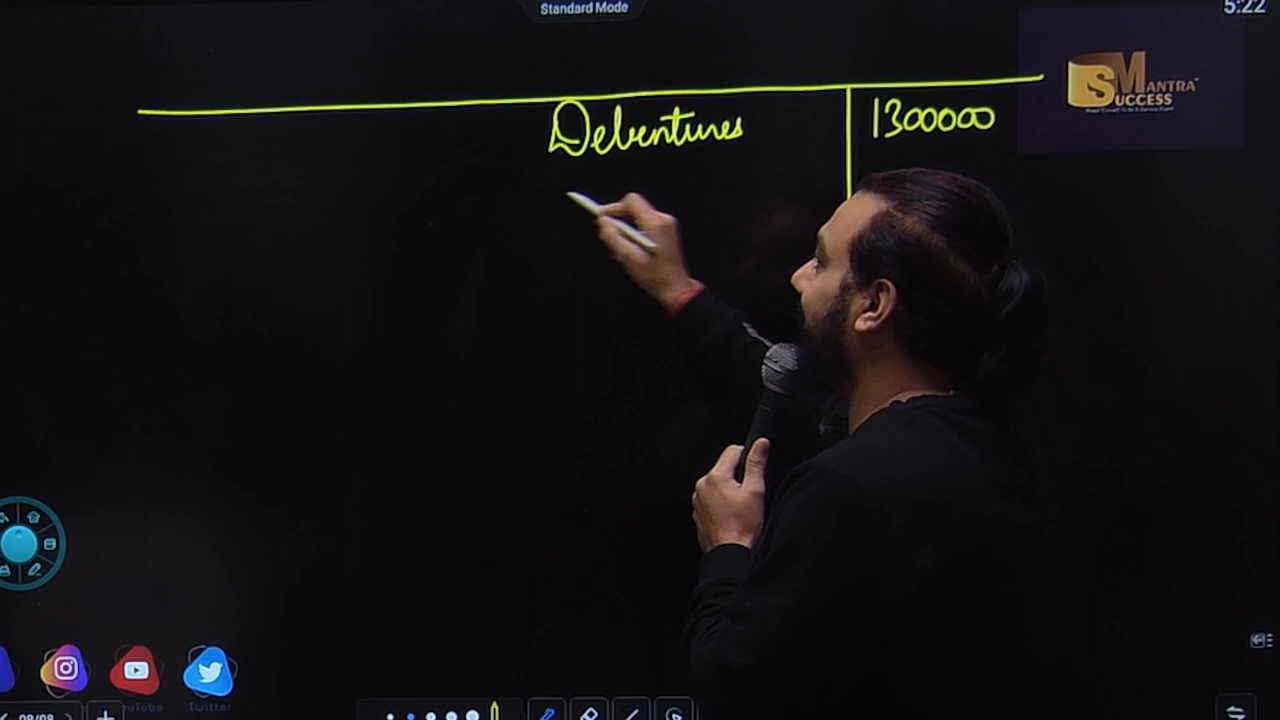 Standard Mode
5:22
SMANTRA
SUCCESS
Debentures 1300000
Twitter